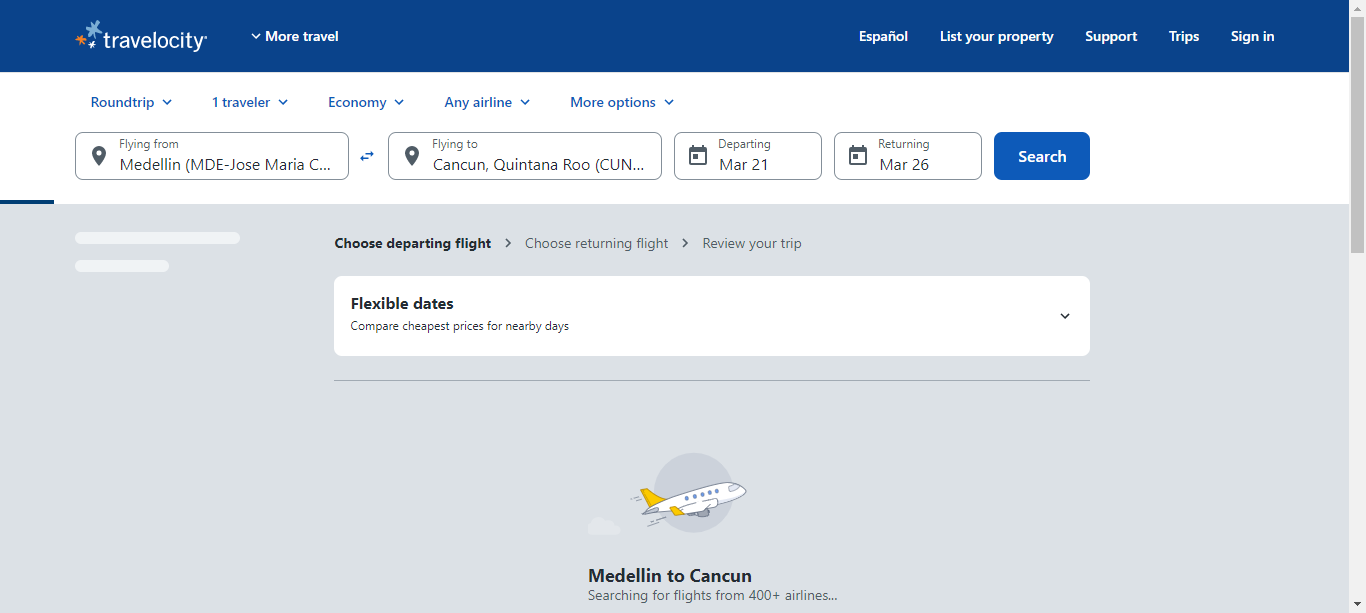 travelocity
More travel
Español
List your property
Support
Trips
Sign in
Roundtrip
1 traveler
Economy
Any airline
More options
Flying from
Medellin (MDE-Jose Maria C...
Flying to
Cancun, Quintana Roo (CUN...
Departing
Mar 21
Returning
Mar 26
Search
Choose departing flight
Choose returning flight
Review your trip
Flexible dates
Compare cheapest prices for nearby days
Medellin to Cancun
Searching for flights from 400+ airlines...